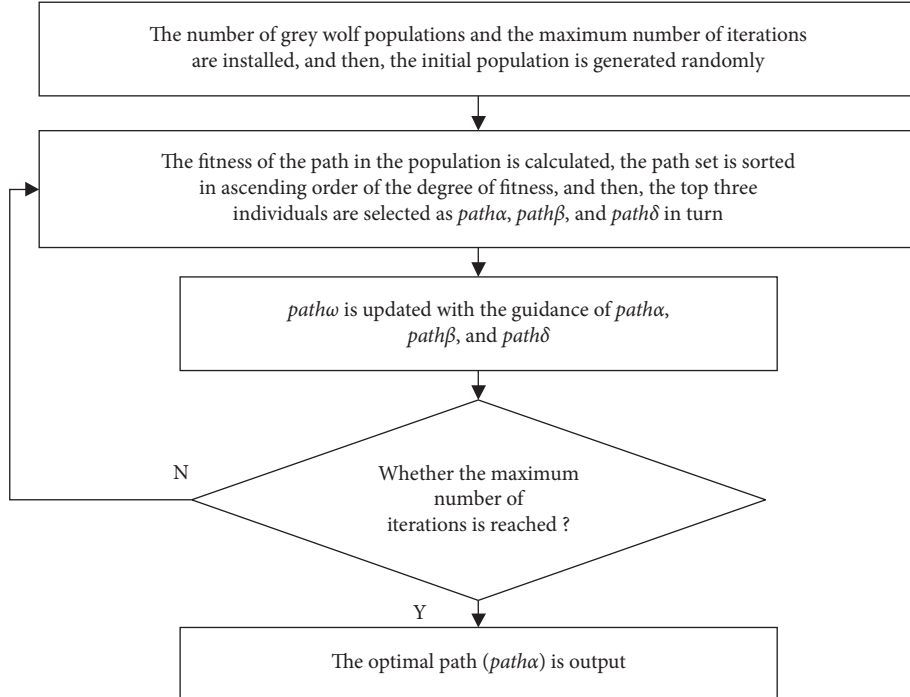 The number of grey wolf populations and the maximum number of iterations
are installed, and then, the initial population is generated randomly
The fitness of the path in the population is calculated, the path set is sorted
in ascending order of the degree of fitness, and then, the top three
individuals are selected as pathα, pathβ, and pathδ in turn
pathω is updated with the guidance of pathα,
pathβ, and pathδ
N
Whether the maximum
number of
iterations is reached ?
Y
The optimal path (pathα) is output